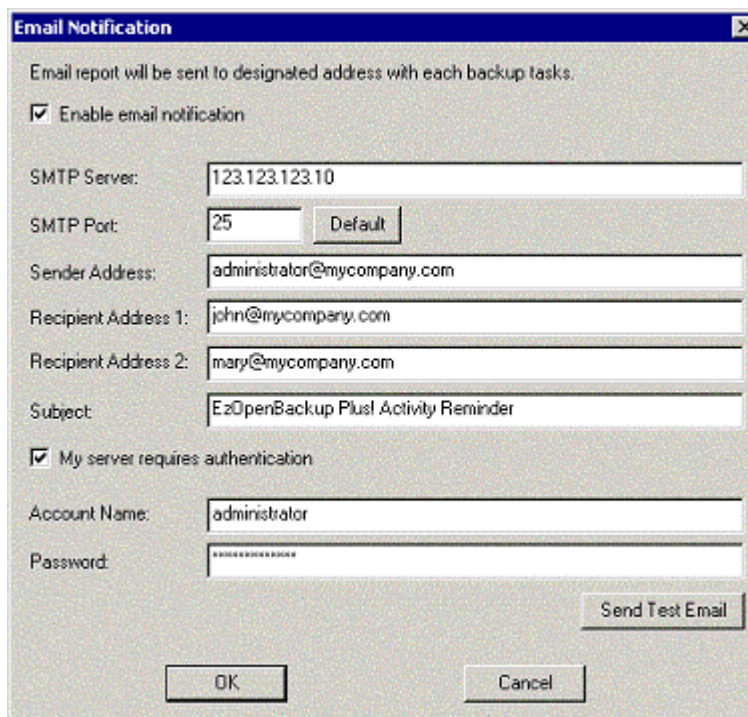 Email Notification
Email report will be sent to designated address with each backup tasks.
Enable email notification
SMTP Server: 123.123.123.10
SMTP Port: 25 Default
Sender Address: administrator@mycompany.com
Recipient Address 1: john@mycompany.com
Recipient Address 2: mary@mycompany.com
Subject: EzOpenBackup Plus! Activity Reminder
My server requires authentication
Account Name: administrator
Password: **************
Send Test Email
OK Cancel